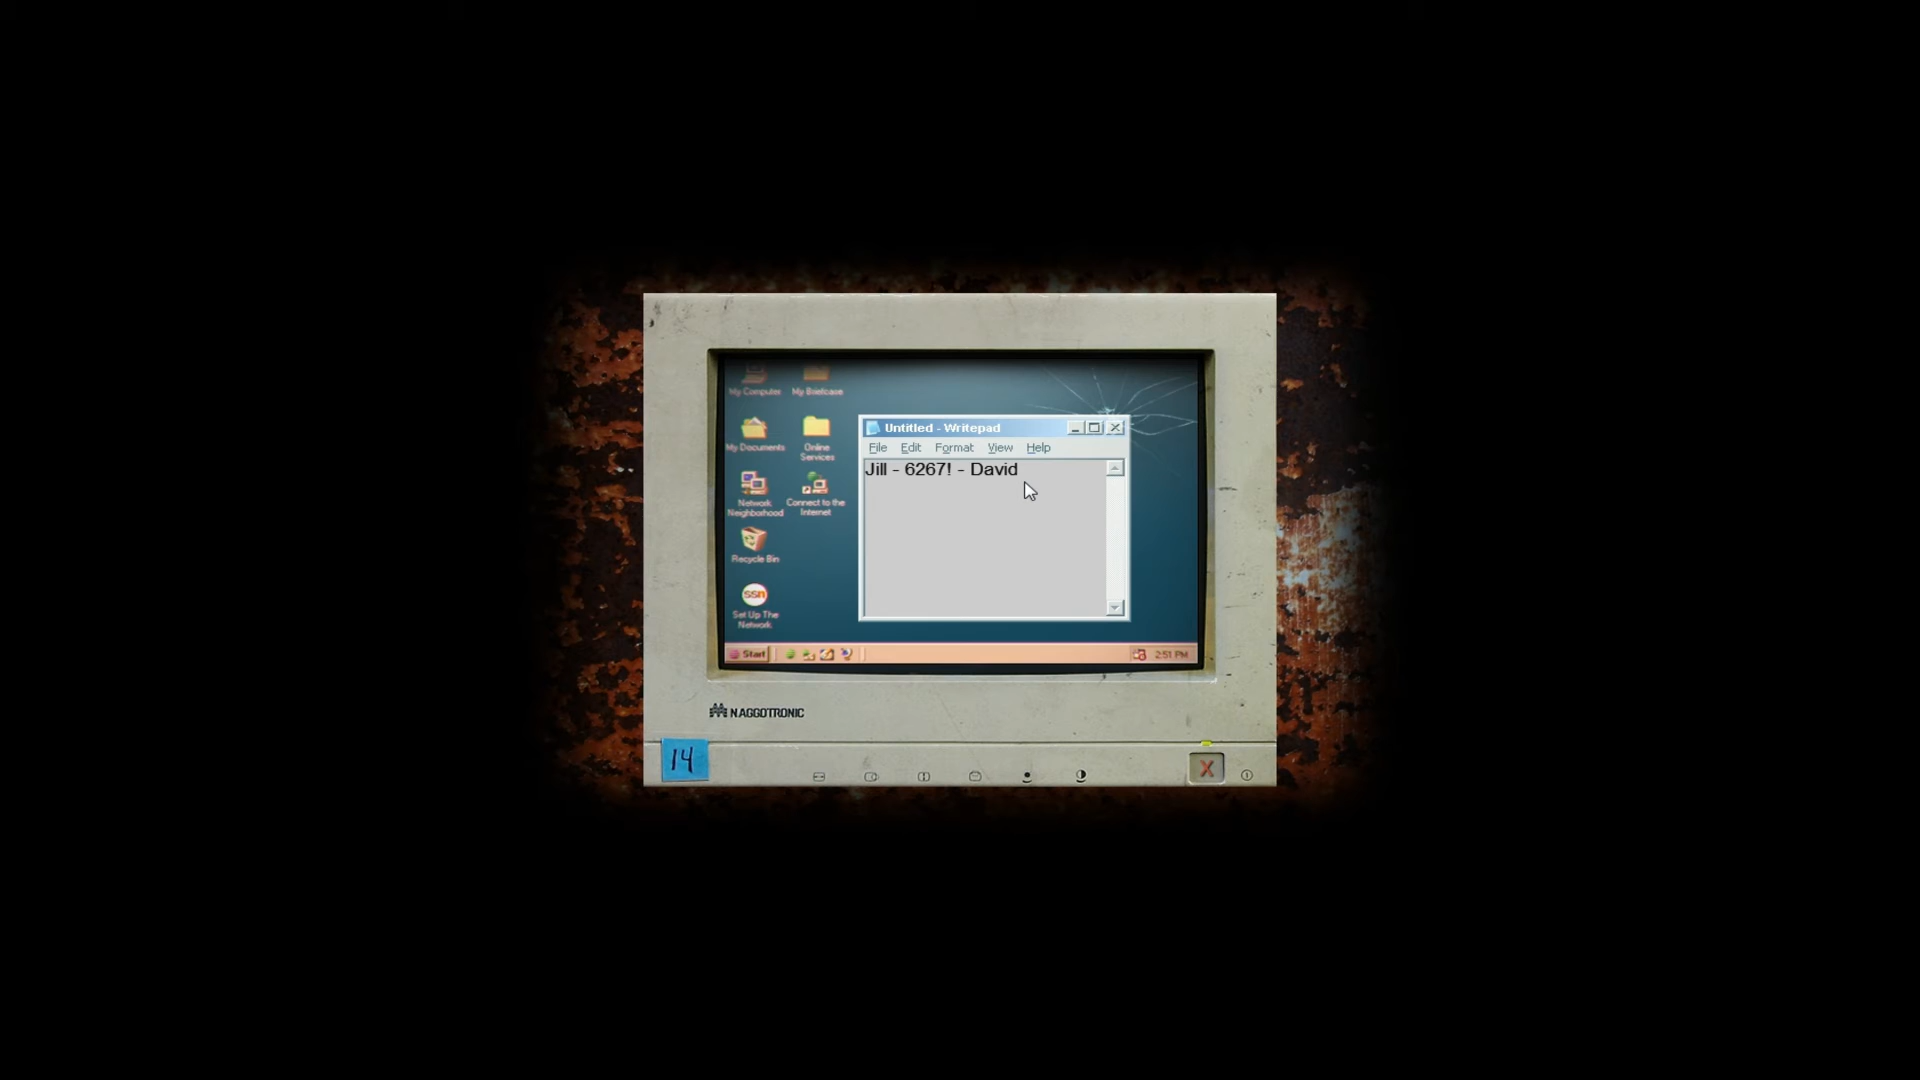 My Computer
My Briefcase
My Documents
Online
Services
Network
Neighborhood
Connect to the
Internet
Recycle Bin
ssn
Set Up The
Network
Untitled - Writepad
File Edit Format View Help
Jill - 6267! - David
Start
2:51 PM
NAGGOTRONIC
14
X